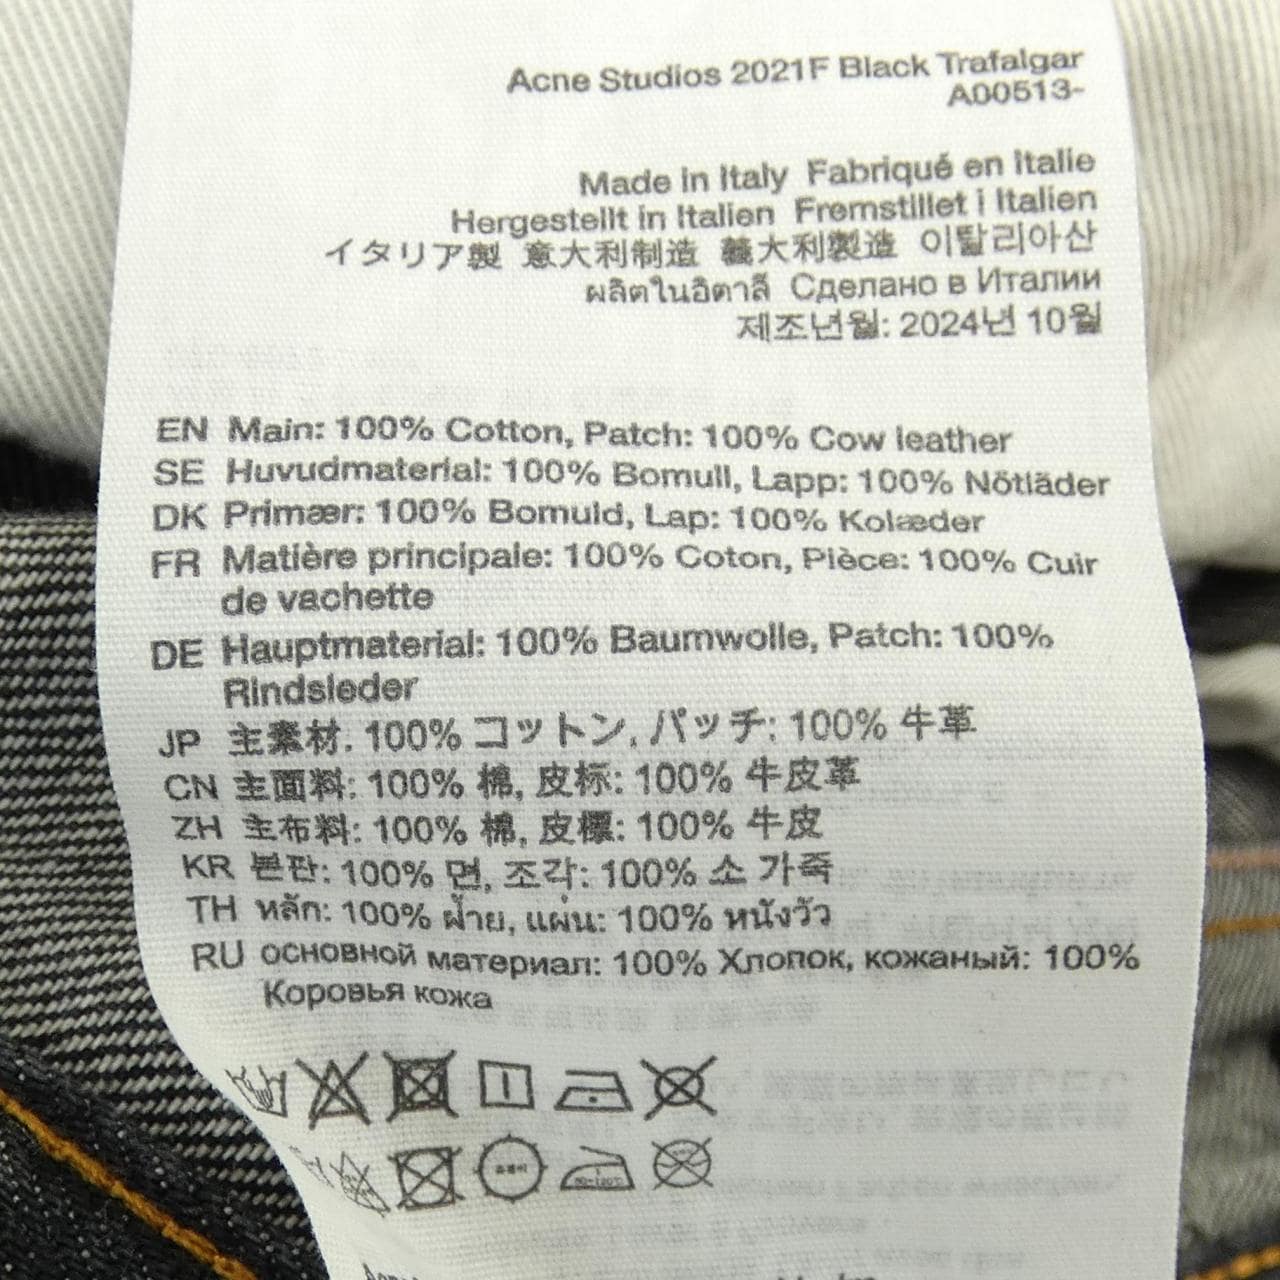 Acne Studios 2021F Black Trafalgar
A00513-
Made in Italy Fabriqué en Italie
Hergestellt in Italien Fremstillet i Italien
イタリア製 意大利制造 義大利製造 이탈리아산
ผลิตในอิตาลี Сделано в Италии
제조년월: 2024년 10월
EN Main: 100% Cotton, Patch: 100% Cow leather
SE Huvudmaterial: 100% Bomull, Lapp: 100% Nötläder
DK Primær: 100% Bomuld, Lap: 100% Kolæder
FR Matière principale: 100% Coton, Pièce: 100% Cuir
de vachette
DE Hauptmaterial: 100% Baumwolle, Patch: 100%
Rindsleder
JP 主素材. 100% コットン, パッチ: 100% 牛革
CN 主面料: 100% 棉, 皮标: 100% 牛皮革
ZH 主布料: 100% 棉, 皮標: 100% 牛皮
KR 본판: 100% 면, 조각: 100% 소 가죽
TH หลัก: 100% ฝ้าย, แผ่น: 100% หนังวัว
RU основной материал: 100% Хлопок, кожаный: 100%
Коровья кожа